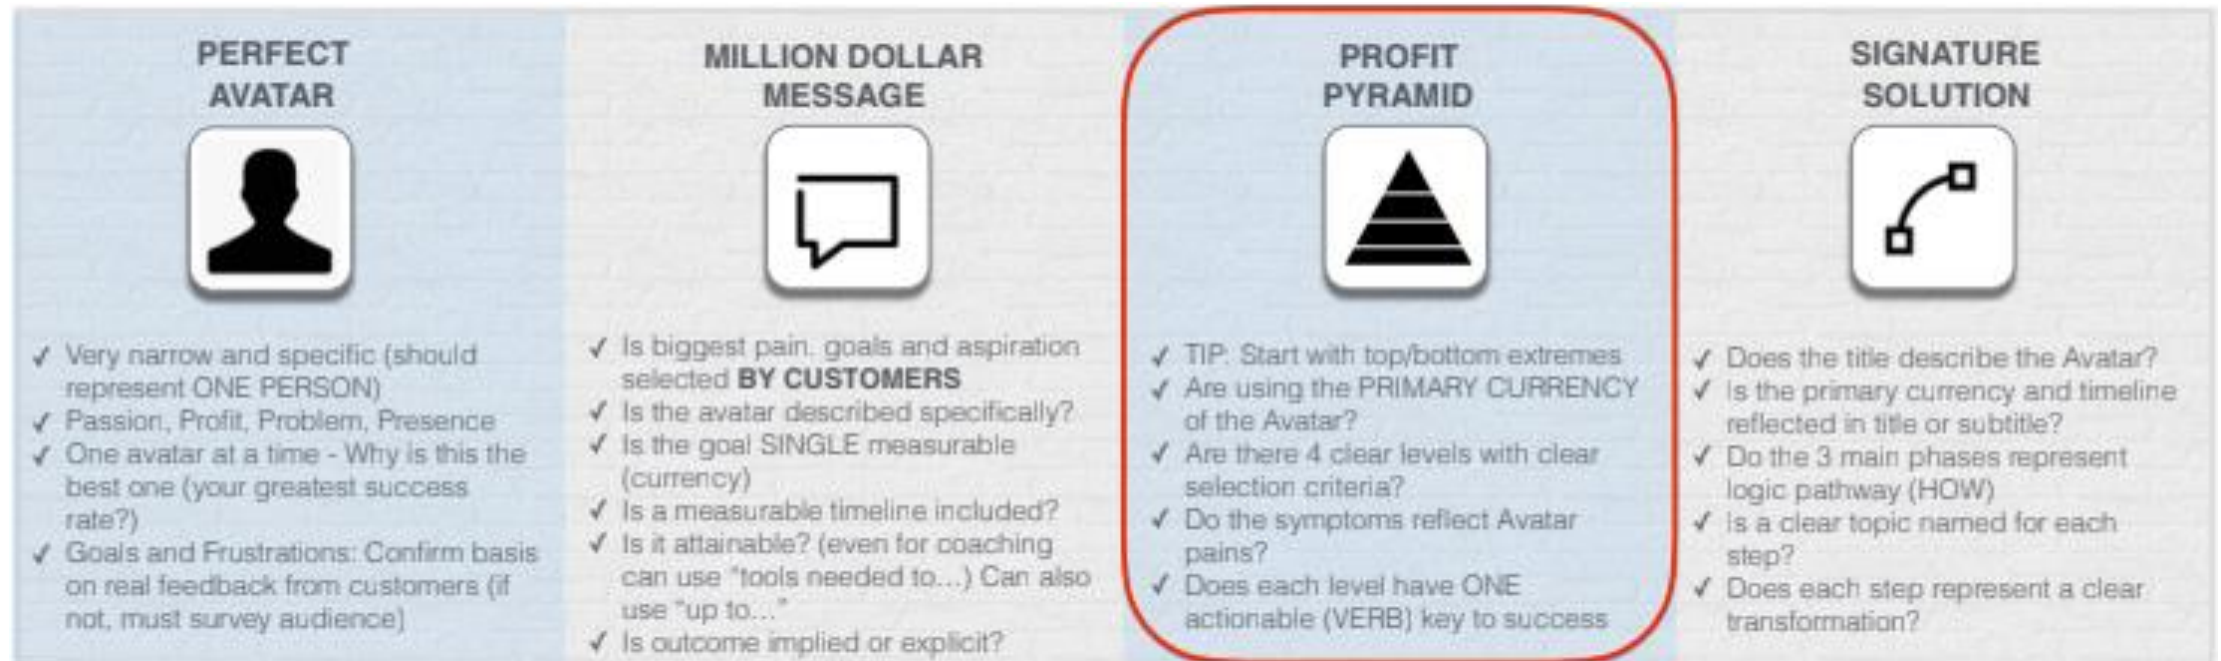 PERFECT
AVATAR
✓ Very narrow and specific (should
represent ONE PERSON)
✓ Passion, Profit, Problem, Presence
✓ One avatar at a time - Why is this the
best one (your greatest success
rate?)
✓ Goals and Frustrations: Confirm basis
on real feedback from customers (if
not, must survey audience)
MILLION DOLLAR
MESSAGE
✓ Is biggest pain. goals and aspiration
selected BY CUSTOMERS
✓ Is the avatar described specifically?
✓ Is the goal SINGLE measurable
(currency)
✓ Is a measurable timeline included?
✓ Is it attainable? (even for coaching
can use "tools needed to...) Can also
use "up to..."
✓ Is outcome implied or explicit?
PROFIT
PYRAMID
✓ TIP: Start with top/bottom extremes
✓ Are using the PRIMARY CURRENCY
of the Avatar?
✓ Are there 4 clear levels with clear
selection criteria?
✓ Do the symptoms reflect Avatar
pains?
✓ Does each level have ONE
actionable (VERB) key to success
SIGNATURE
SOLUTION
✓ Does the title describe the Avatar?
✓ Is the primary currency and timeline
reflected in title or subtitle?
✓ Do the 3 main phases represent
logic pathway (HOW)
✓ Is a clear topic named for each
step?
✓ Does each step represent a clear
transformation?